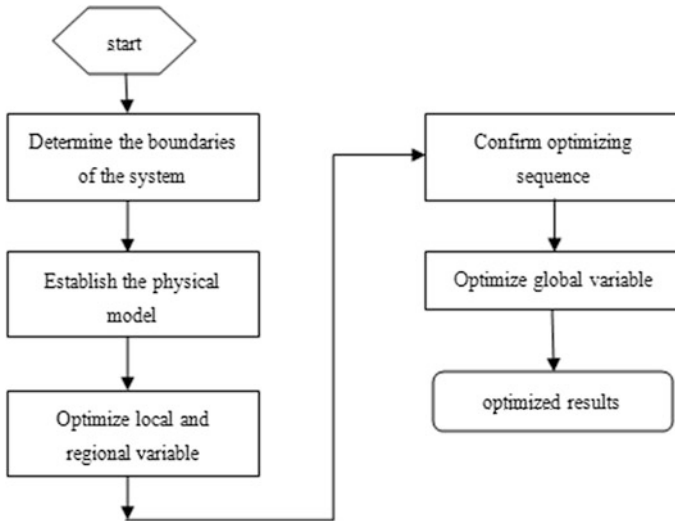 start
Determine the boundaries
of the system
Establish the physical
model
Optimize local and
regional variable
Confirm optimizing
sequence
Optimize global variable
optimized results